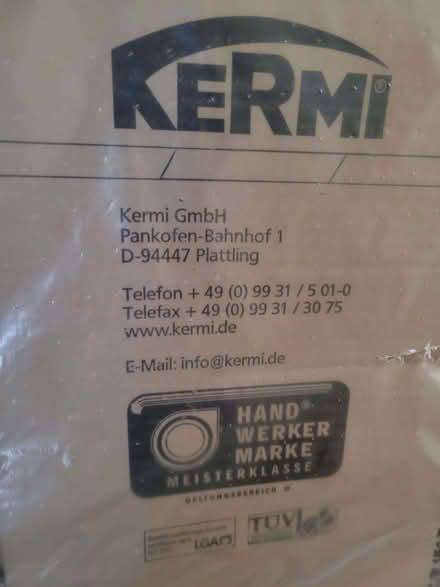 KERMI®
Kermi GmbH
Pankofen-Bahnhof 1
D-94447 Plattling
Telefon + 49 (0) 99 31 / 5 01-0
Telefax + 49 (0) 99 31 / 30 75
www.kermi.de
E-Mail: info@kermi.de
HAND®
WERKER
MARKE
MEISTERKLASSE
GELTUNGSBEREICH
LGA
TÜV